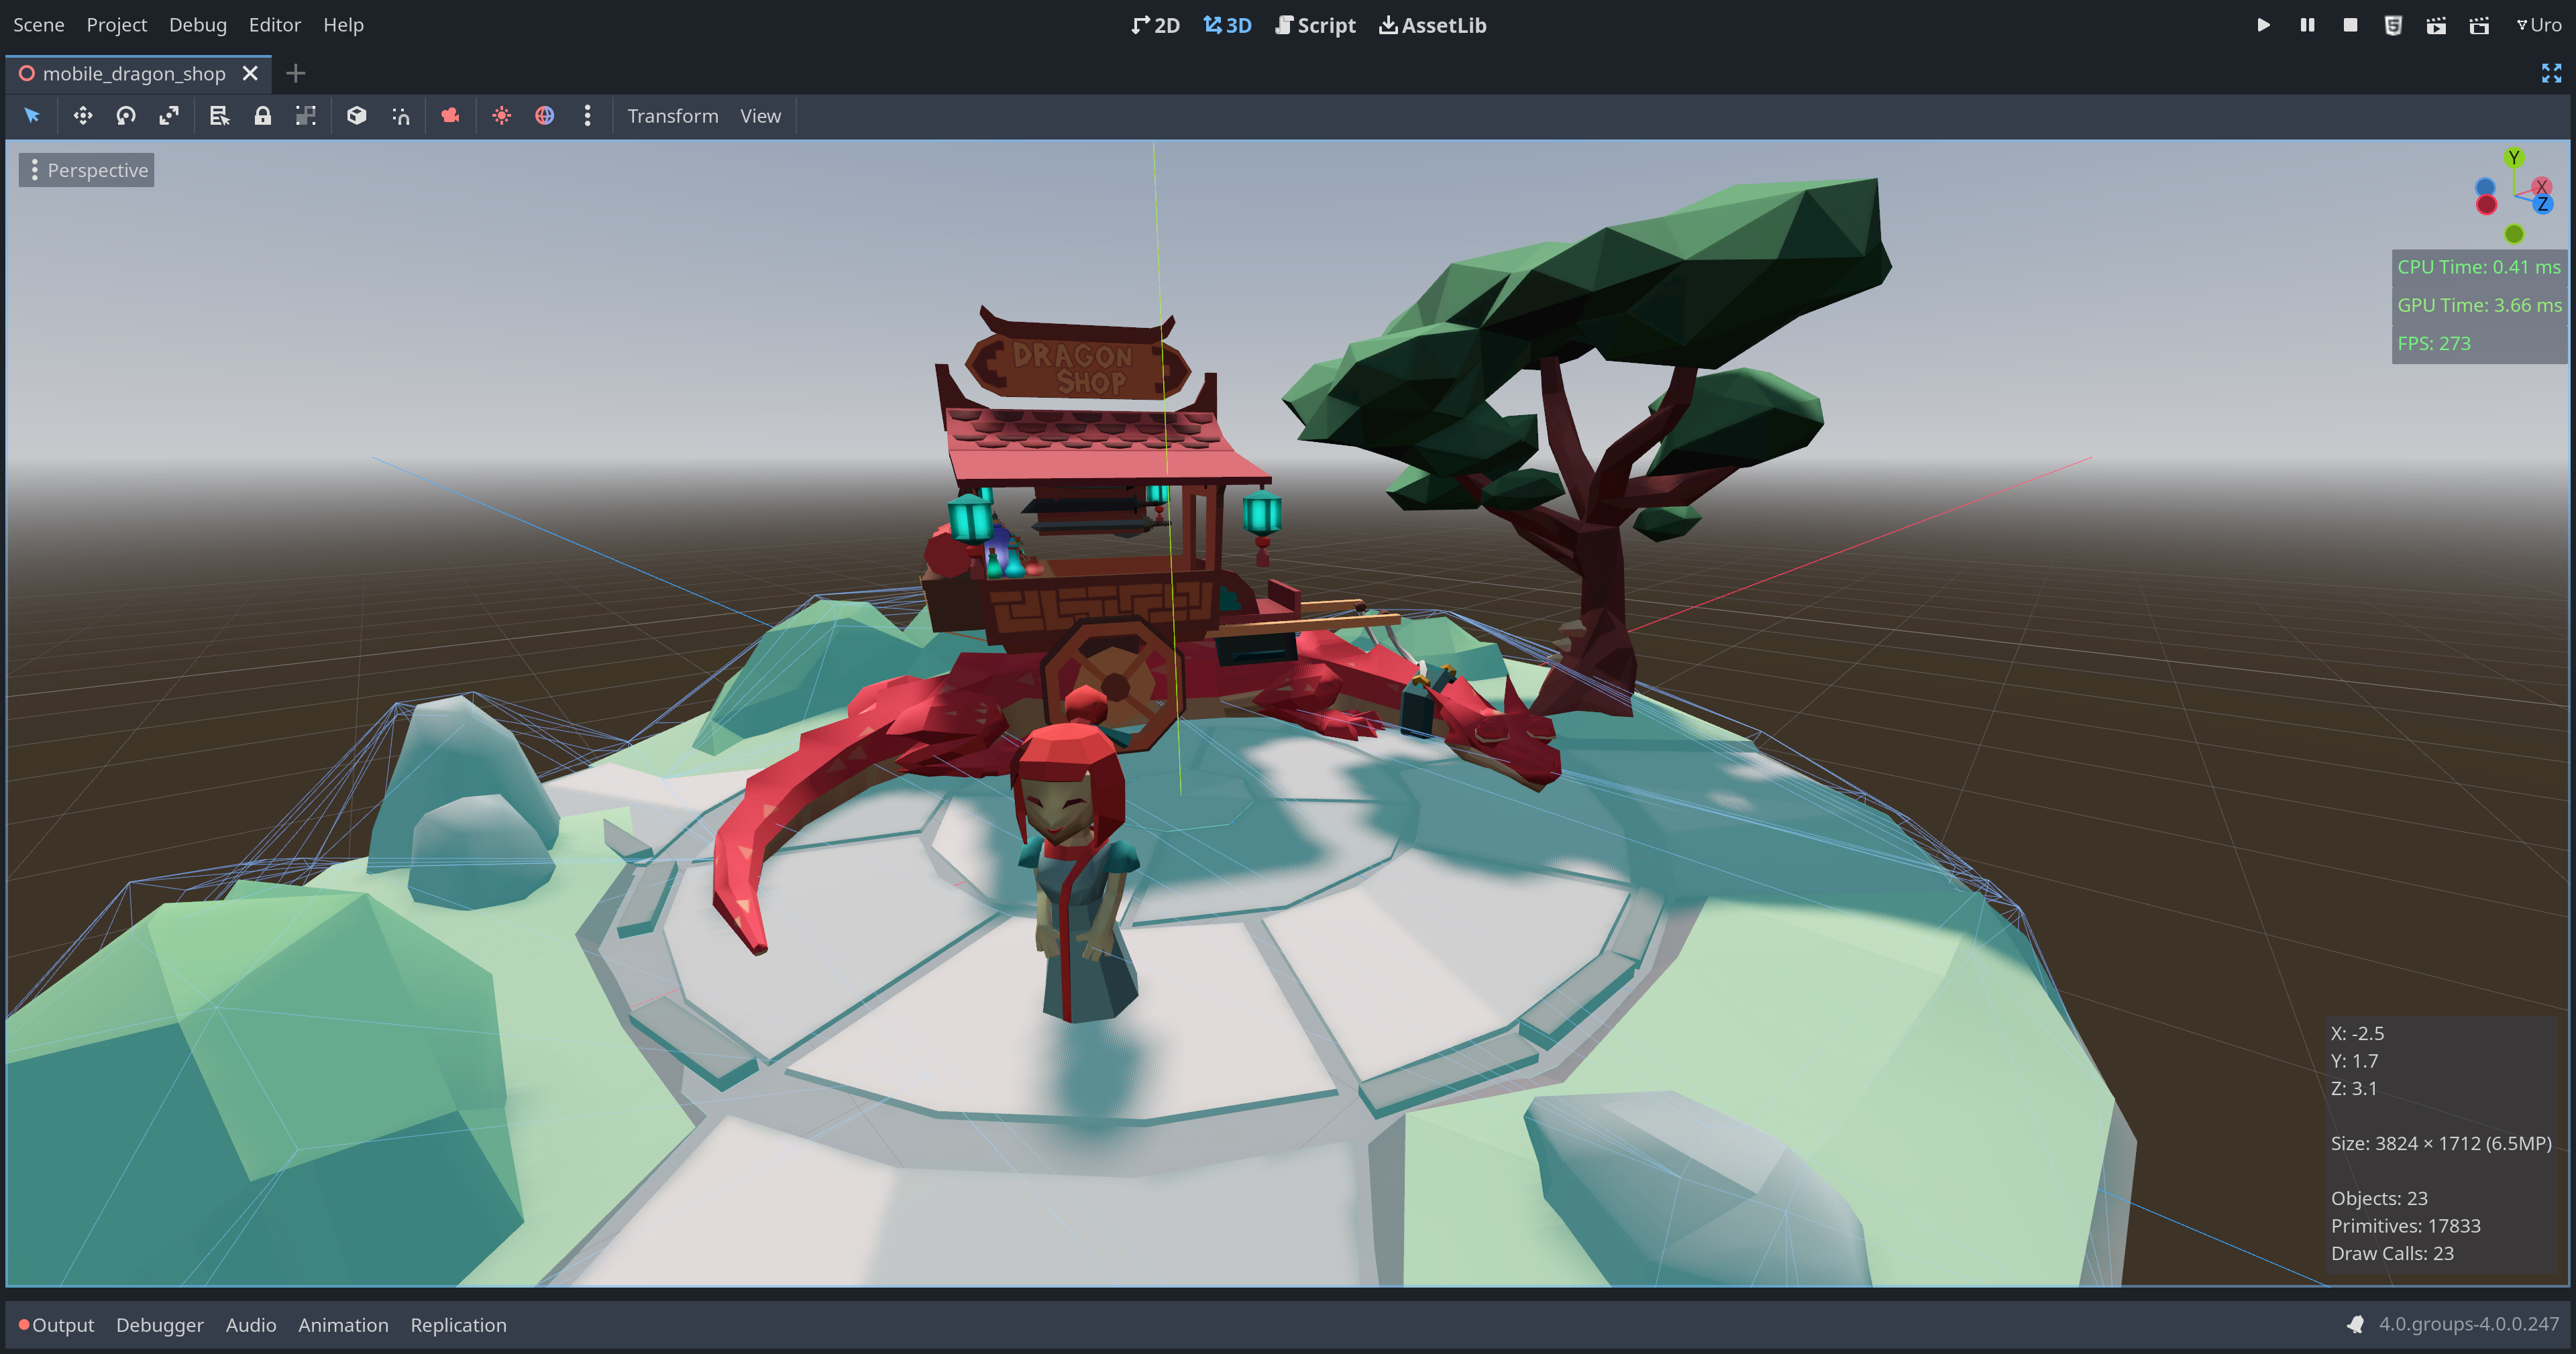 Scene Project Debug Editor Help
2D 3D Script AssetLib
Uro
mobile_dragon_shop
Transform View
Perspective
Y
X
Z
CPU Time: 0.41 ms
GPU Time: 3.66 ms
FPS: 273
DRAGON
SHOP
X: -2.5
Y: 1.7
Z: 3.1
Size: 3824 × 1712 (6.5MP)
Objects: 23
Primitives: 17833
Draw Calls: 23
Output Debugger Audio Animation Replication
4.0.groups-4.0.0.247